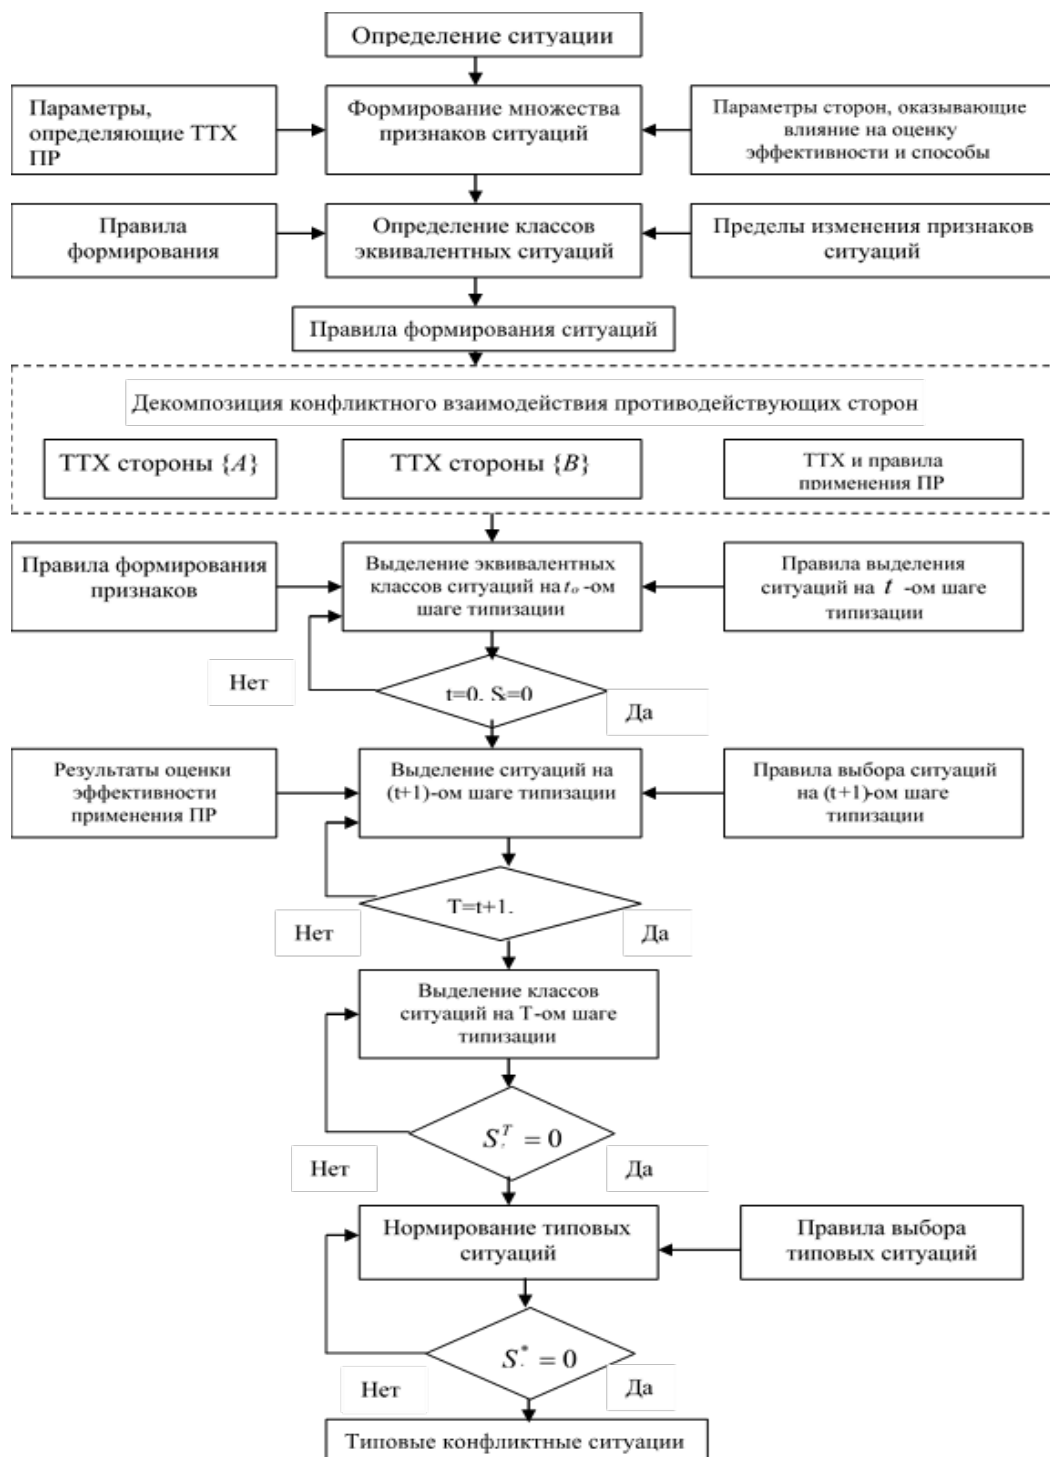 Определение ситуации
Параметры,
определяющие ТТХ
ПР
Формирование множества
признаков ситуаций
Параметры сторон, оказывающие
влияние на оценку
эффективности и способы
Правила
формирования
Определение классов
эквивалентных ситуаций
Пределы изменения признаков
ситуаций
Правила формирования ситуаций
Декомпозиция конфликтного взаимодействия противодействующих сторон
ТТХ стороны {A}
ТТХ стороны {B}
ТТХ и правила
применения ПР
Правила формирования
признаков
Выделение эквивалентных
классов ситуаций на t₀ -ом
шаге типизации
Правила выделения
ситуаций на t -ом шаге
типизации
Нет
t=0, Sᵢ=0
Да
Результаты оценки
эффективности
применения ПР
Выделение ситуаций на
(t+1)-ом шаге типизации
Правила выбора ситуаций
на (t+1)-ом шаге
типизации
T=t+1,
Нет
Да
Выделение классов
ситуаций на Т-ом шаге
типизации
S^T = 0
Нет
Да
Нормирование типовых
ситуаций
Правила выбора
типовых ситуаций
S^* = 0
Нет
Да
Типовые конфликтные ситуации